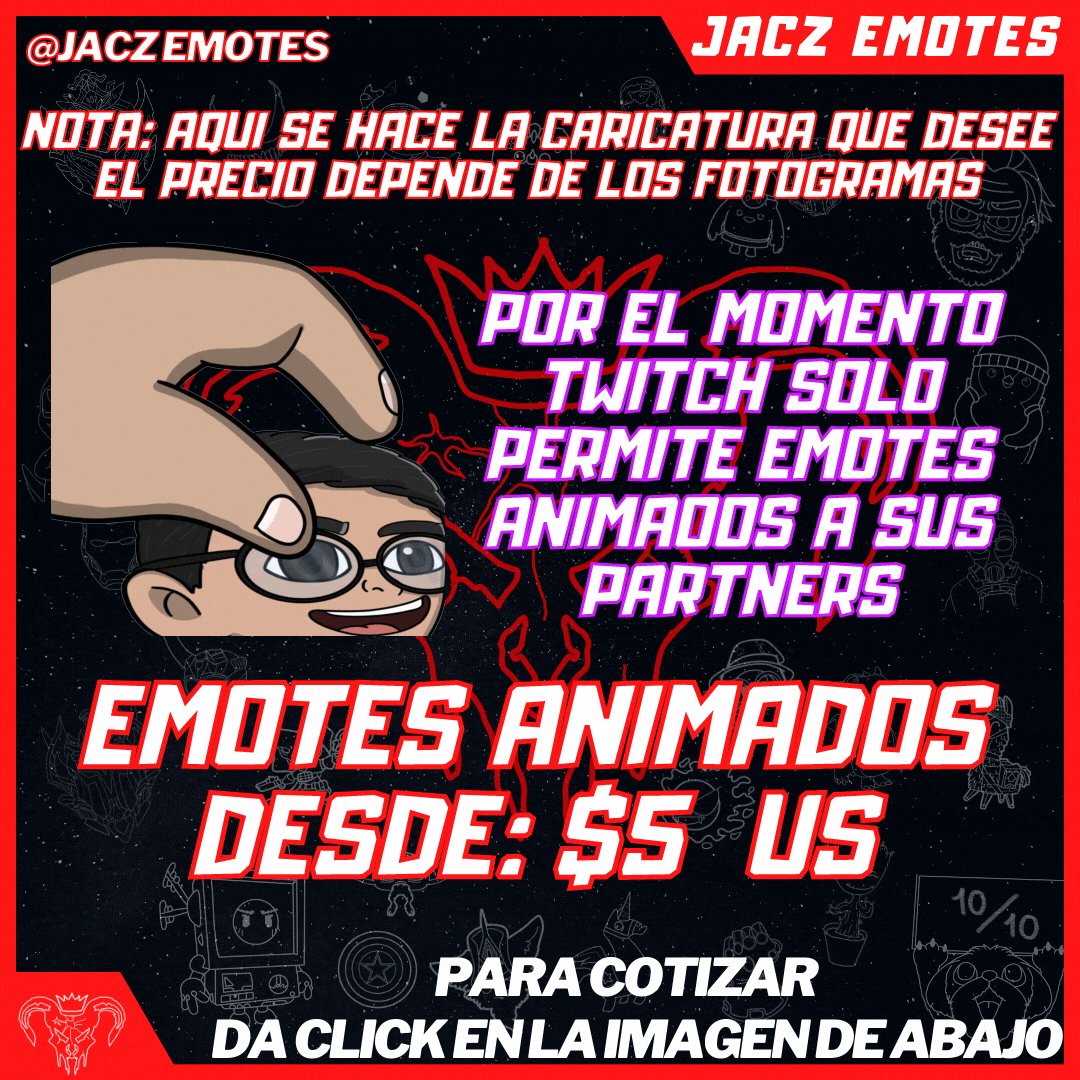 @JACZ EMOTES
JACZ EMOTES
NOTA: AQUI SE HACE LA CARICATURA QUE DESEE
EL PRECIO DEPENDE DE LOS FOTOGRAMAS
POR EL MOMENTO
TWITCH SOLO
PERMITE EMOTES
ANIMADOS A SUS
PARTNERS
EMOTES ANIMADOS
DESDE: $5 US
10/10
PARA COTIZAR
DA CLICK EN LA IMAGEN DE ABAJO